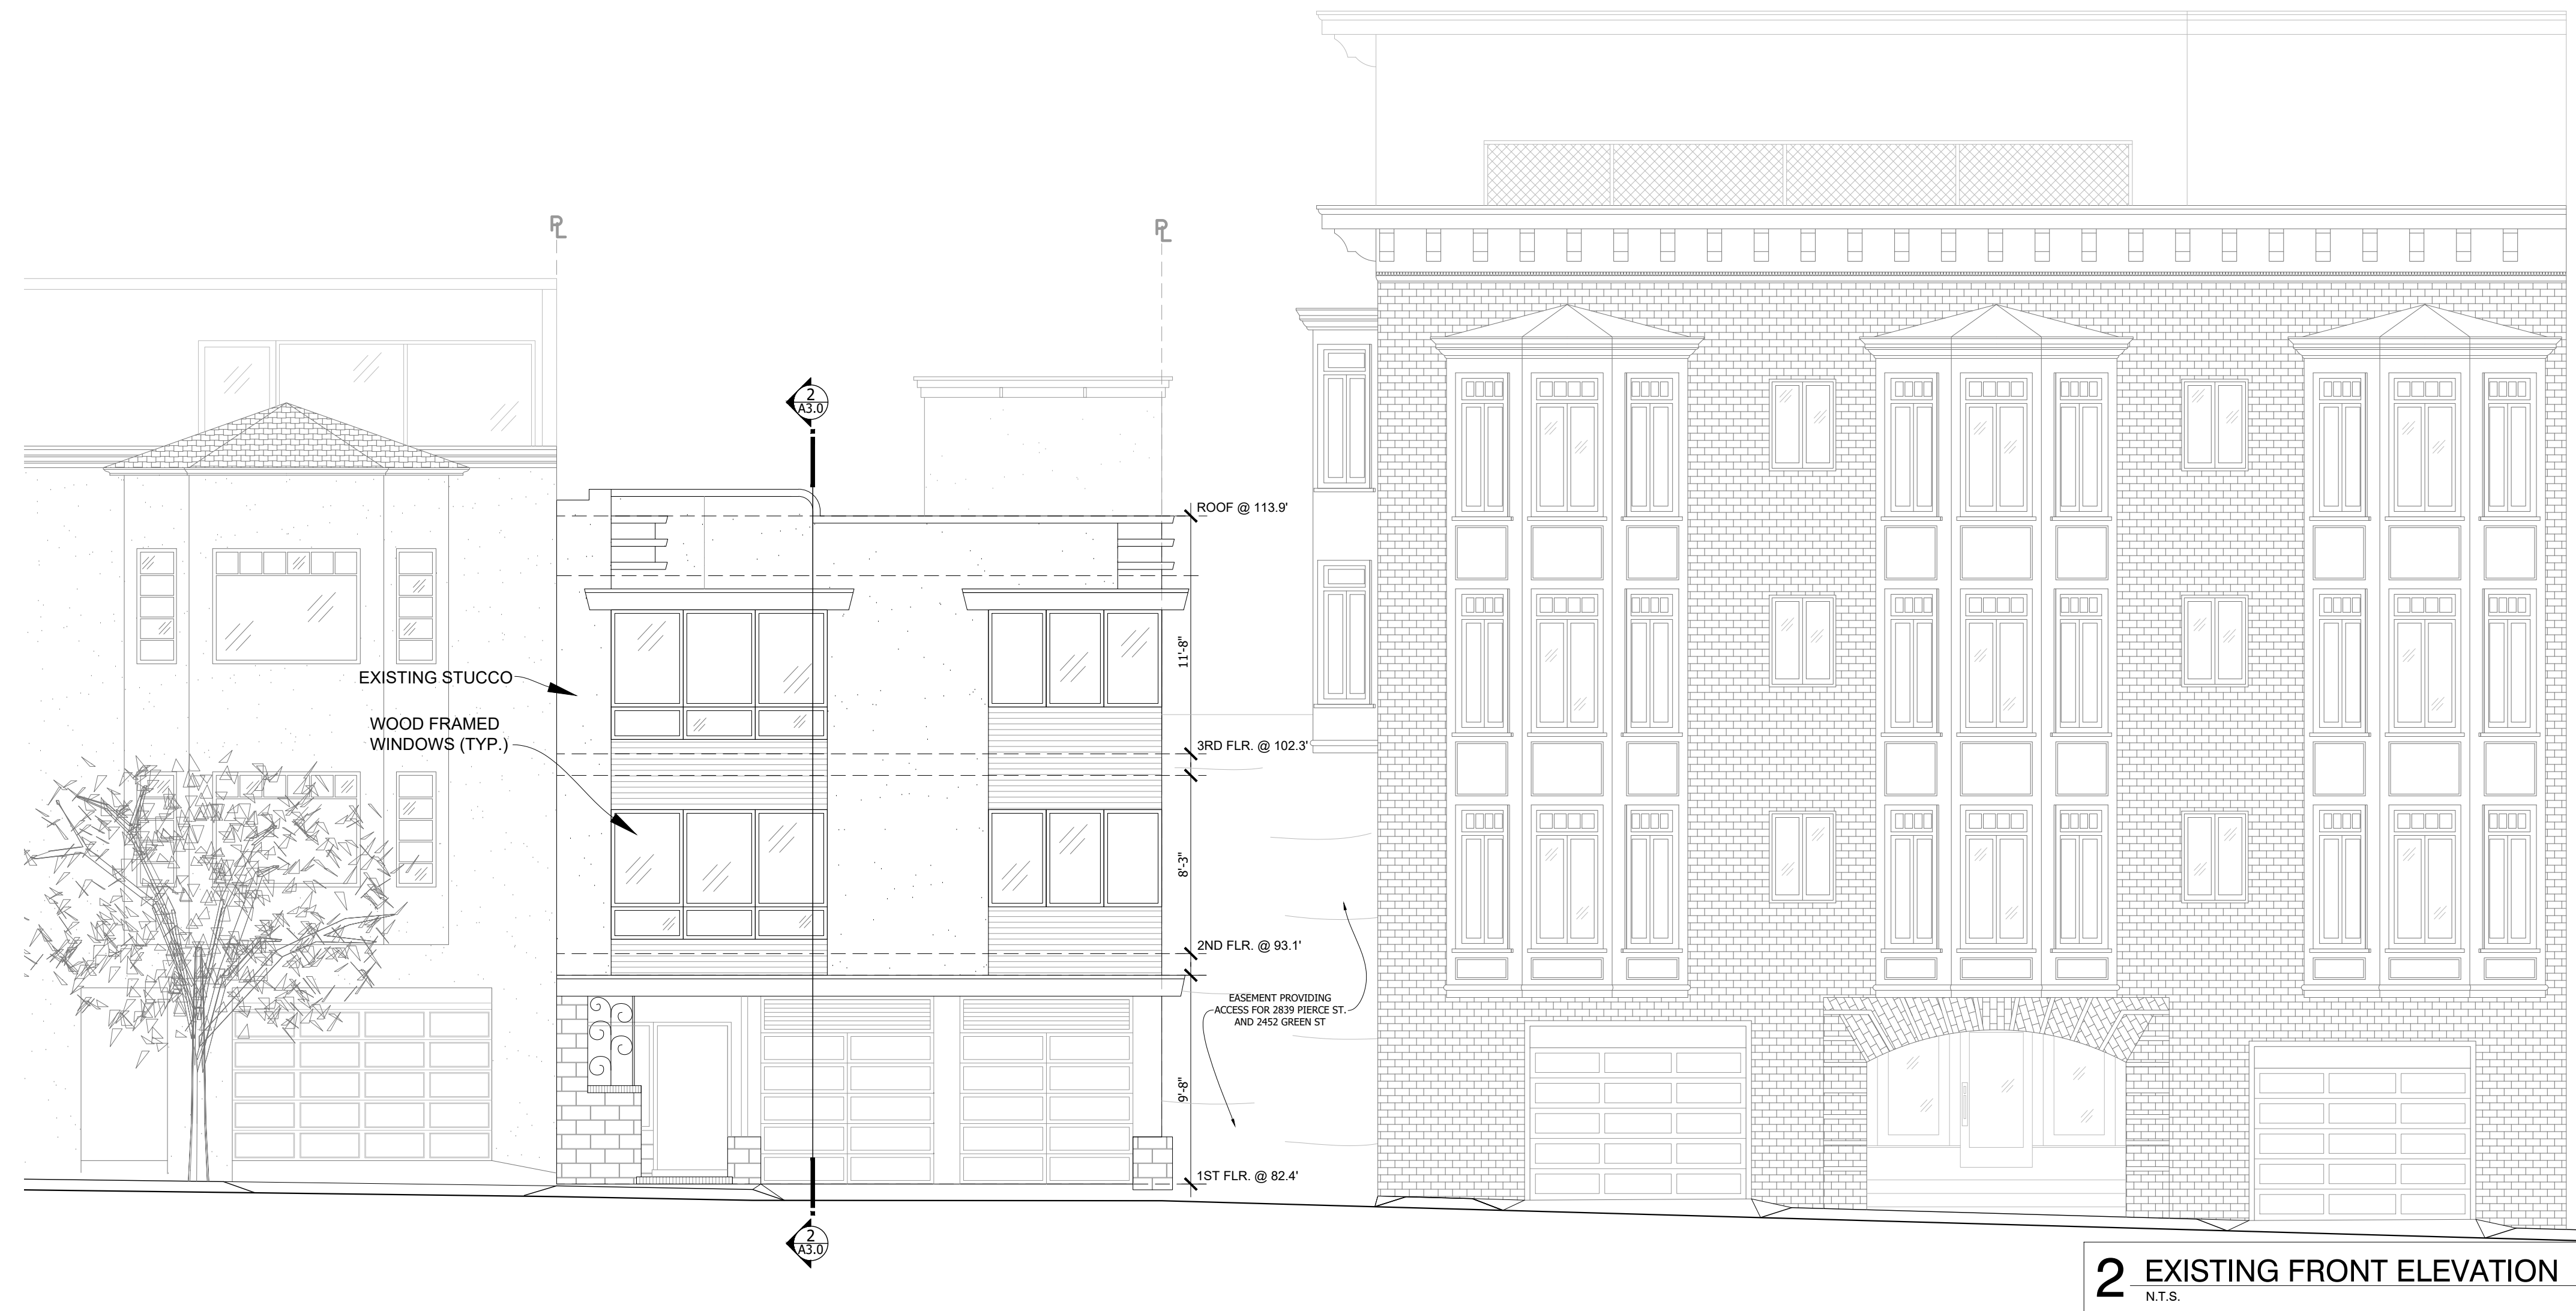 PL
PL
2
A3.0
ROOF @ 113.9'
11'-8"
EXISTING STUCCO
WOOD FRAMED
WINDOWS (TYP.)
3RD FLR. @ 102.3'
8'-3"
2ND FLR. @ 93.1'
EASEMENT PROVIDING
ACCESS FOR 2839 PIERCE ST.
AND 2452 GREEN ST
9'-8"
1ST FLR. @ 82.4'
2
A3.0
2 EXISTING FRONT ELEVATION
N.T.S.